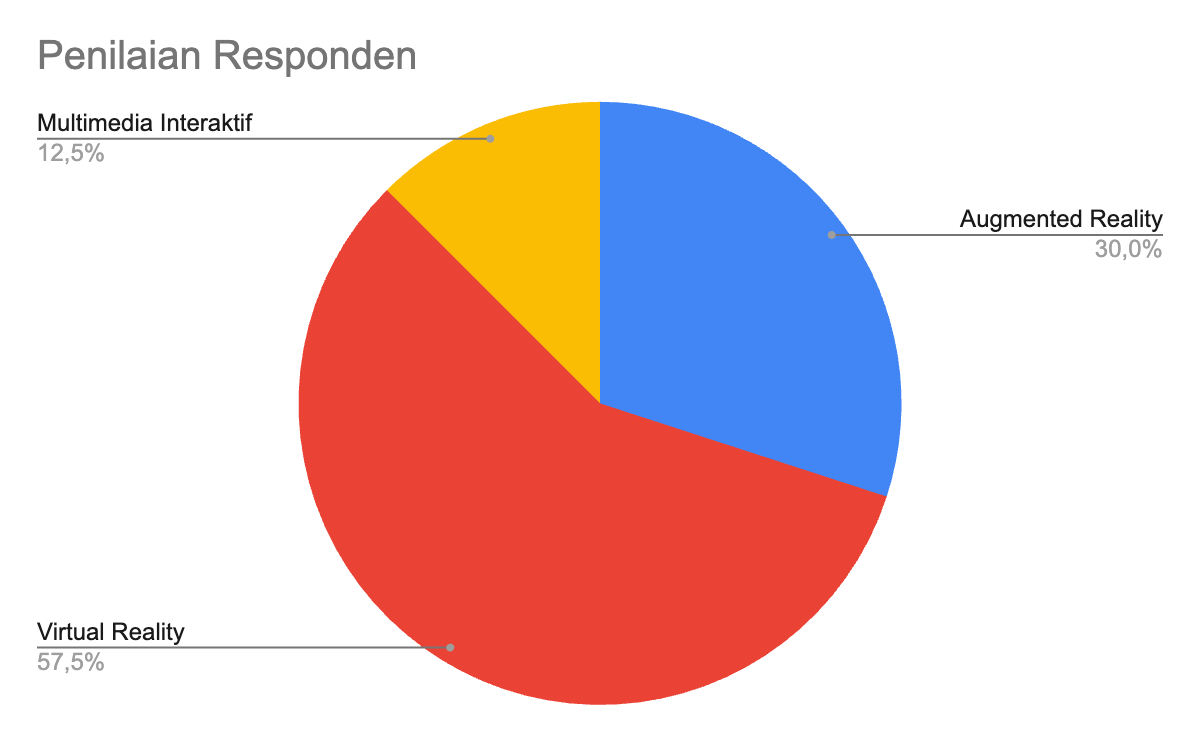 Penilaian Responden
Multimedia Interaktif
12,5%
Augmented Reality
30,0%
Virtual Reality
57,5%